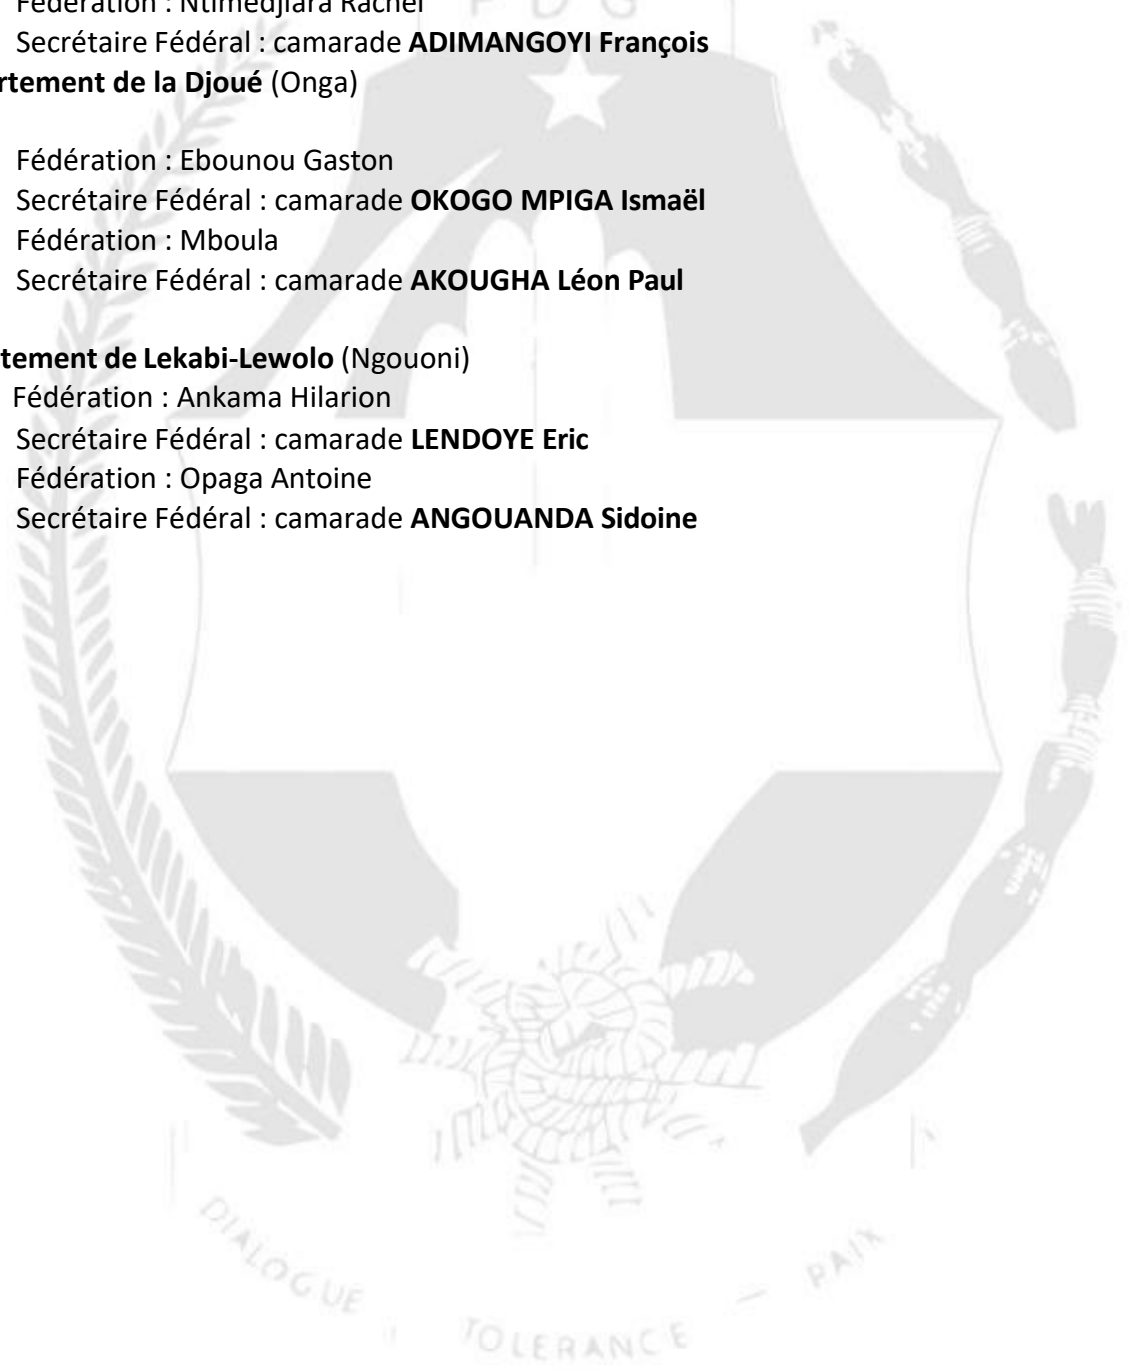 PDG
Fédération : Ntimedjiara Rachel
Secrétaire Fédéral : camarade ADIMANGOYI François
rtement de la Djoué (Onga)
Fédération : Ebounou Gaston
Secrétaire Fédéral : camarade OKOGO MPIGA Ismaël
Fédération : Mboula
Secrétaire Fédéral : camarade AKOUGHA Léon Paul
tement de Lekabi-Lewolo (Ngouoni)
Fédération : Ankama Hilarion
Secrétaire Fédéral : camarade LENDOYE Eric
Fédération : Opaga Antoine
Secrétaire Fédéral : camarade ANGOUANDA Sidoine
DIALOGUE TOLERANCE — PAIX